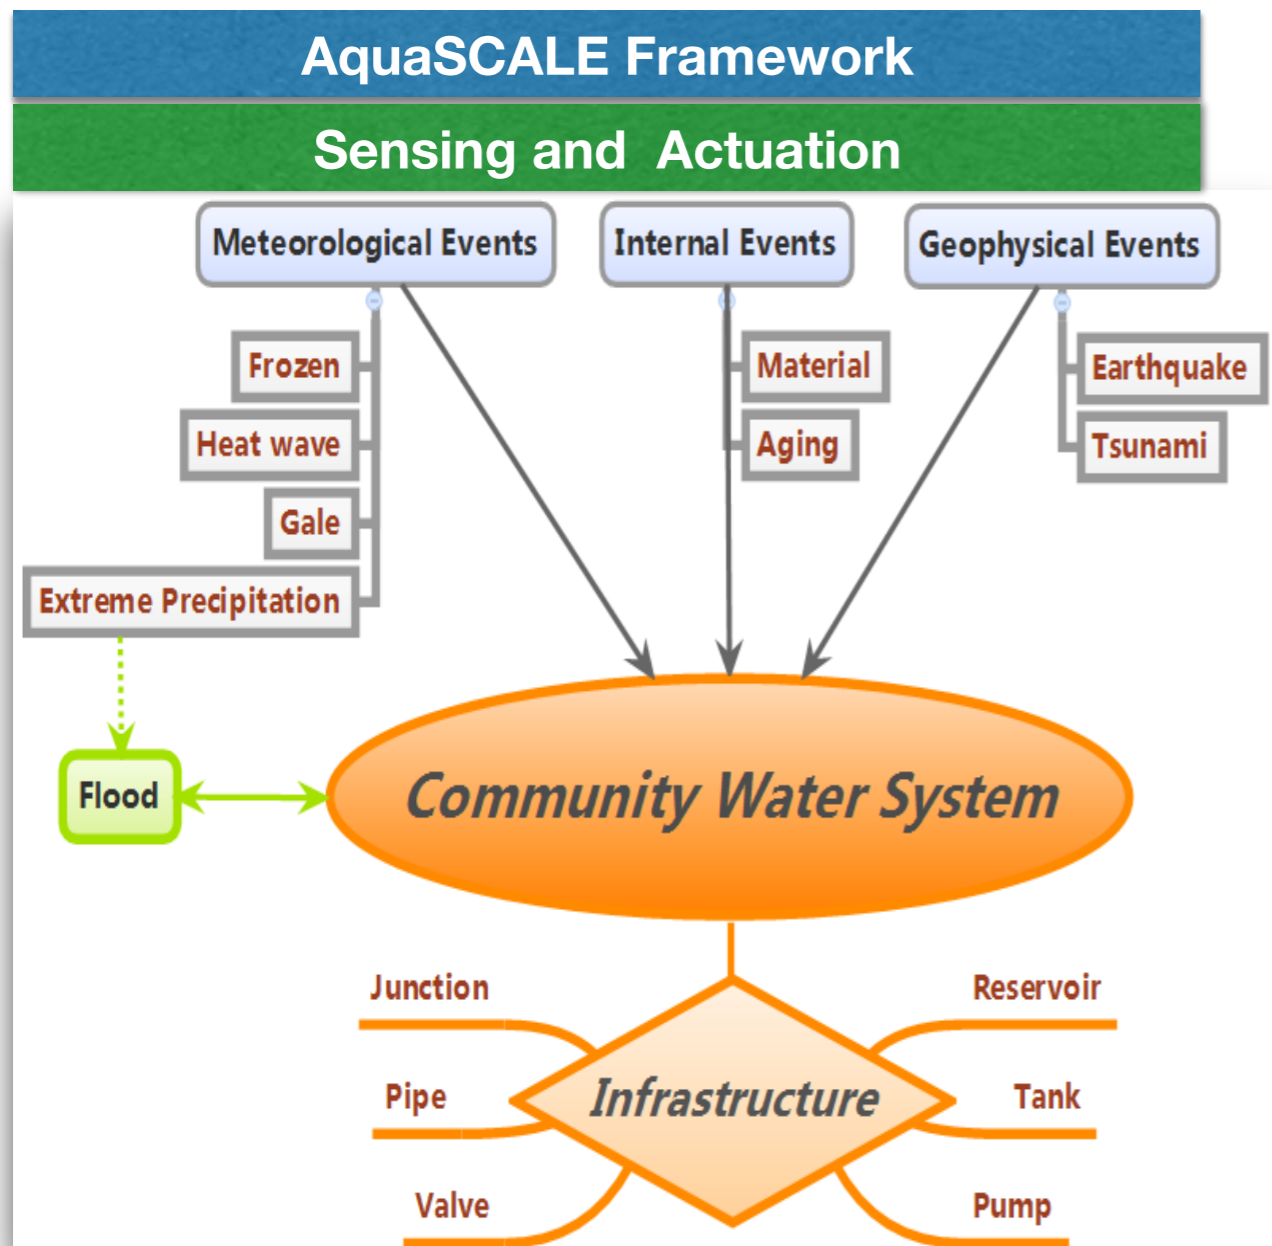 AquaSCALE Framework
Sensing and Actuation
Meteorological Events
Internal Events
Geophysical Events
Frozen
Heat wave
Gale
Extreme Precipitation
Material
Aging
Earthquake
Tsunami
Flood
Community Water System
Infrastructure
Junction
Pipe
Valve
Reservoir
Tank
Pump